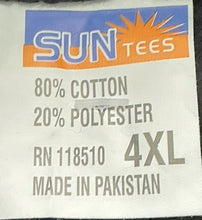 SUN TEES
80% COTTON
20% POLYESTER
RN 118510 4XL
MADE IN PAKISTAN